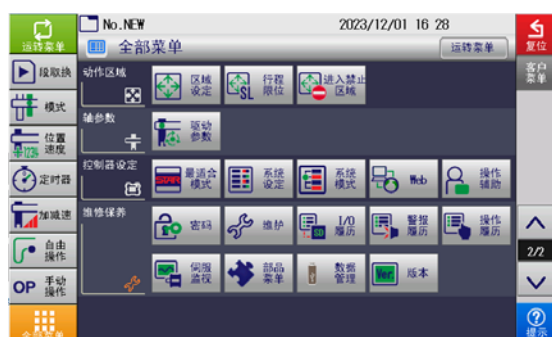 运转菜单
No.NEW
2023/12/01 16 28
复位
全部菜单
运转菜单
客户
菜单
段取换
动作区域
区域
设定
SL
行程
限位
进入禁止
区域
模式
轴参数
驱动
参数
123
位置
速度
控制器设定
STAR
最适合
模式
系统
设定
系统
模式
Web
操作
辅助
定时器
维修保养
密码
维护
SD
I/O
履历
警报
履历
操作
履历
加减速
自由
操作
2/2
伺服
监视
部品
菜单
数据
管理
Ver.
版本
OP
手动
操作
全部菜单
?
提示